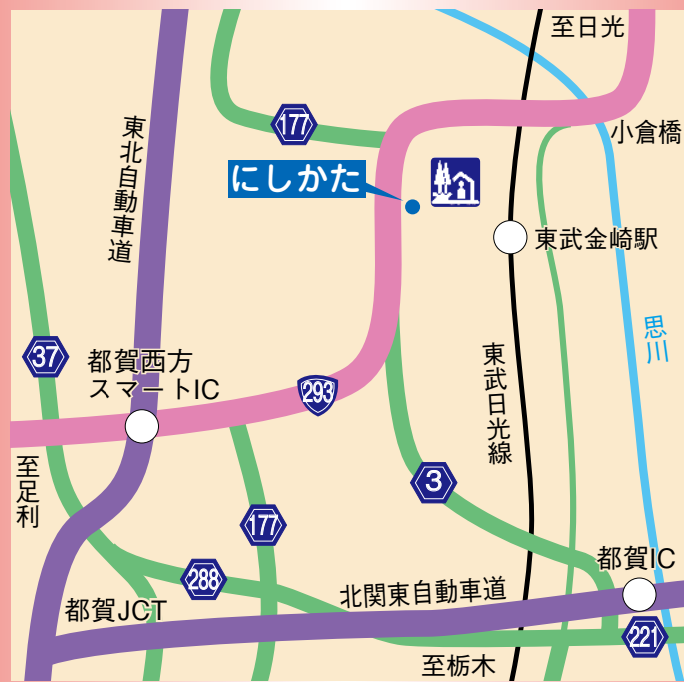 至日光
177
小倉橋
東北自動車道
にしかた
東武金崎駅
思川
37
都賀西方
スマートIC
東武日光線
293
至足利
3
177
都賀IC
288
北関東自動車道
都賀JCT
221
至栃木